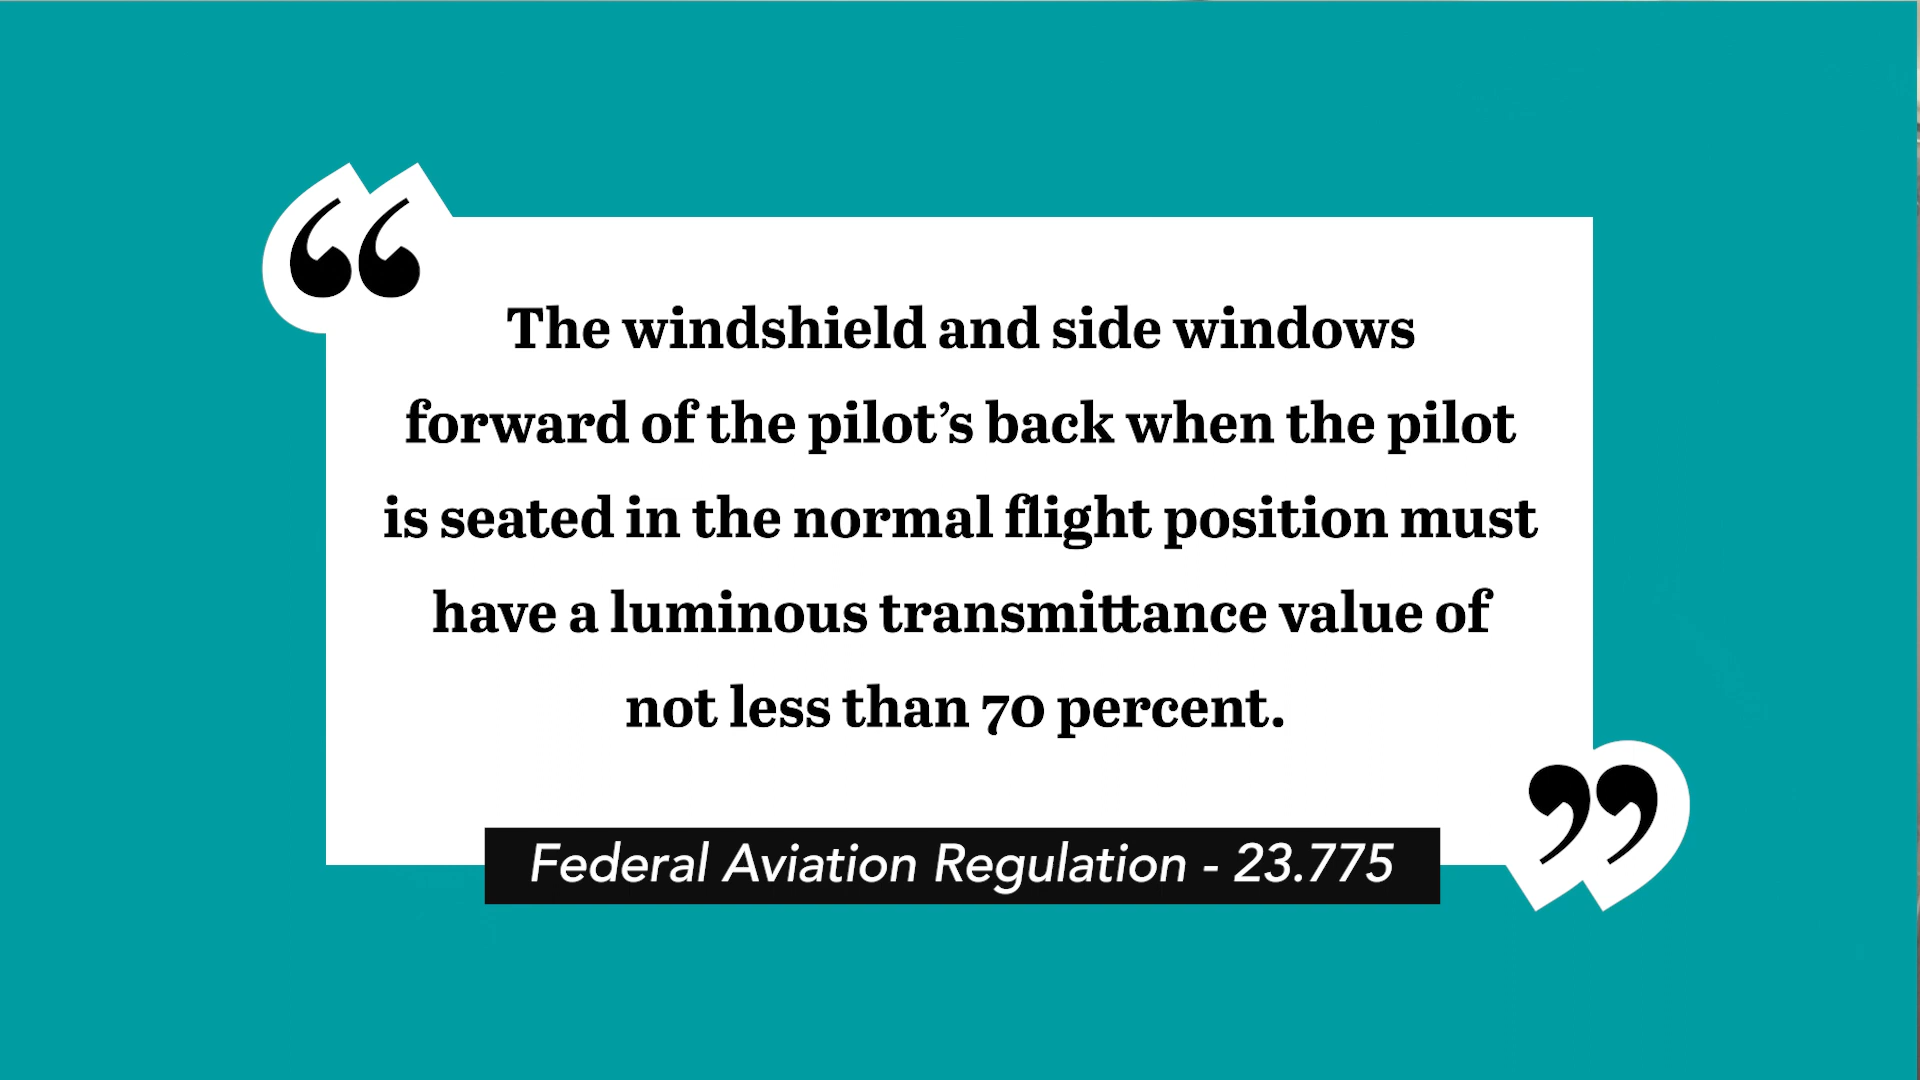 “
The windshield and side windows
forward of the pilot’s back when the pilot
is seated in the normal flight position must
have a luminous transmittance value of
not less than 70 percent.
”
Federal Aviation Regulation - 23.775